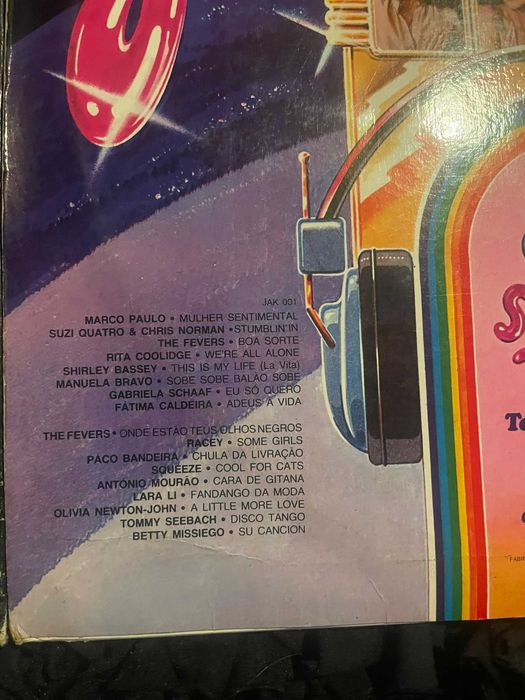 JAK 001
MARCO PAULO • MULHER SENTIMENTAL
SUZI QUATRO & CHRIS NORMAN •STUMBLIN'IN
THE FEVERS • BOA SORTE
RITA COOLIDGE • WE'RE ALL ALONE
SHIRLEY BASSEY • THIS IS MY LIFE (La Vita)
MANUELA BRAVO • SOBE SOBE BALÃO SOBE
GABRIELA SCHAAF • EU SÓ QUERO
FÁTIMA CALDEIRA • ADEUS À VIDA
THE FEVERS • ONDE ESTÃO TEUS OLHOS NEGROS
RACEY • SOME GIRLS
PACO BANDEIRA • CHULA DA LIVRAÇÃO
SQUEEZE • COOL FOR CATS
ANTÓNIO MOURÃO • CARA DE GITANA
LARA LI • FANDANGO DA MODA
OLIVIA NEWTON-JOHN • A LITTLE MORE LOVE
TOMMY SEEBACH • DISCO TANGO
BETTY MISSIEGO • SU CANCION